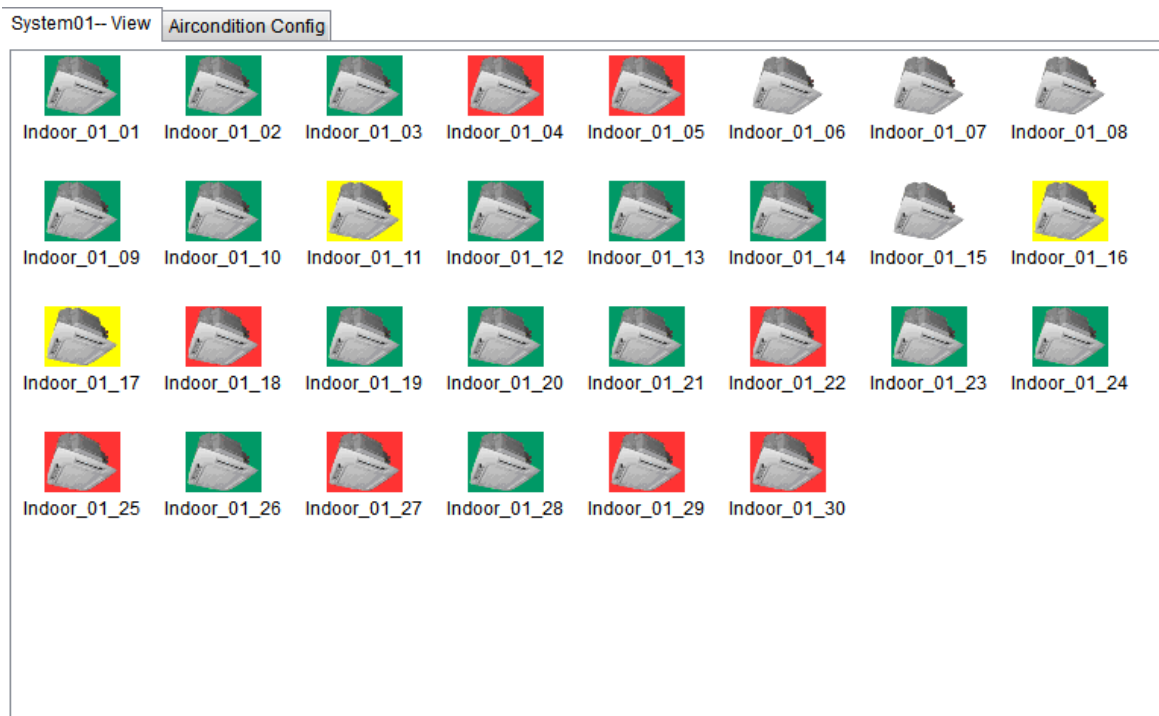 System01-- View Aircondition Config
Indoor_01_01 Indoor_01_02 Indoor_01_03 Indoor_01_04 Indoor_01_05 Indoor_01_06 Indoor_01_07 Indoor_01_08
Indoor_01_09 Indoor_01_10 Indoor_01_11 Indoor_01_12 Indoor_01_13 Indoor_01_14 Indoor_01_15 Indoor_01_16
Indoor_01_17 Indoor_01_18 Indoor_01_19 Indoor_01_20 Indoor_01_21 Indoor_01_22 Indoor_01_23 Indoor_01_24
Indoor_01_25 Indoor_01_26 Indoor_01_27 Indoor_01_28 Indoor_01_29 Indoor_01_30